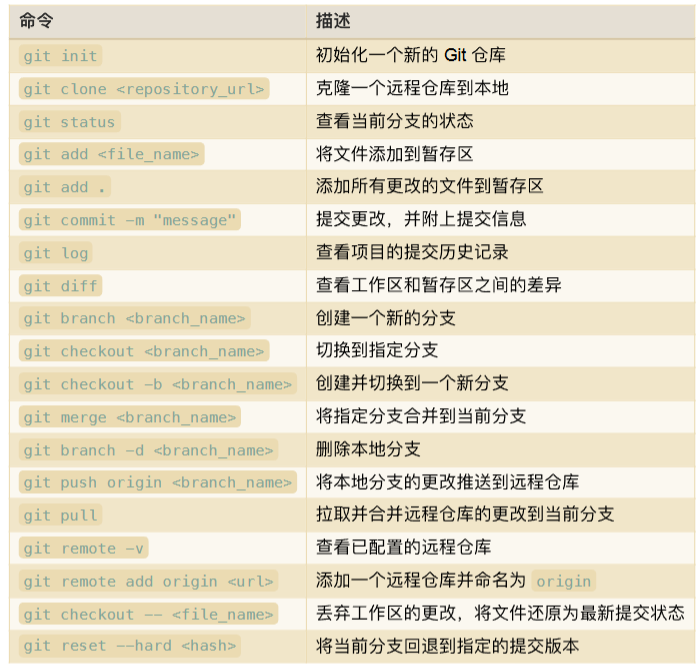 命令 描述
git init 初始化一个新的 Git 仓库
git clone <repository_url> 克隆一个远程仓库到本地
git status 查看当前分支的状态
git add <file_name> 将文件添加到暂存区
git add . 添加所有更改的文件到暂存区
git commit -m "message" 提交更改，并附上提交信息
git log 查看项目的提交历史记录
git diff 查看工作区和暂存区之间的差异
git branch <branch_name> 创建一个新的分支
git checkout <branch_name> 切换到指定分支
git checkout -b <branch_name> 创建并切换到一个新分支
git merge <branch_name> 将指定分支合并到当前分支
git branch -d <branch_name> 删除本地分支
git push origin <branch_name> 将本地分支的更改推送到远程仓库
git pull 拉取并合并远程仓库的更改到当前分支
git remote -v 查看已配置的远程仓库
git remote add origin <url> 添加一个远程仓库并命名为 origin
git checkout -- <file_name> 丢弃工作区的更改，将文件还原为最新提交状态
git reset --hard <hash> 将当前分支回退到指定的提交版本